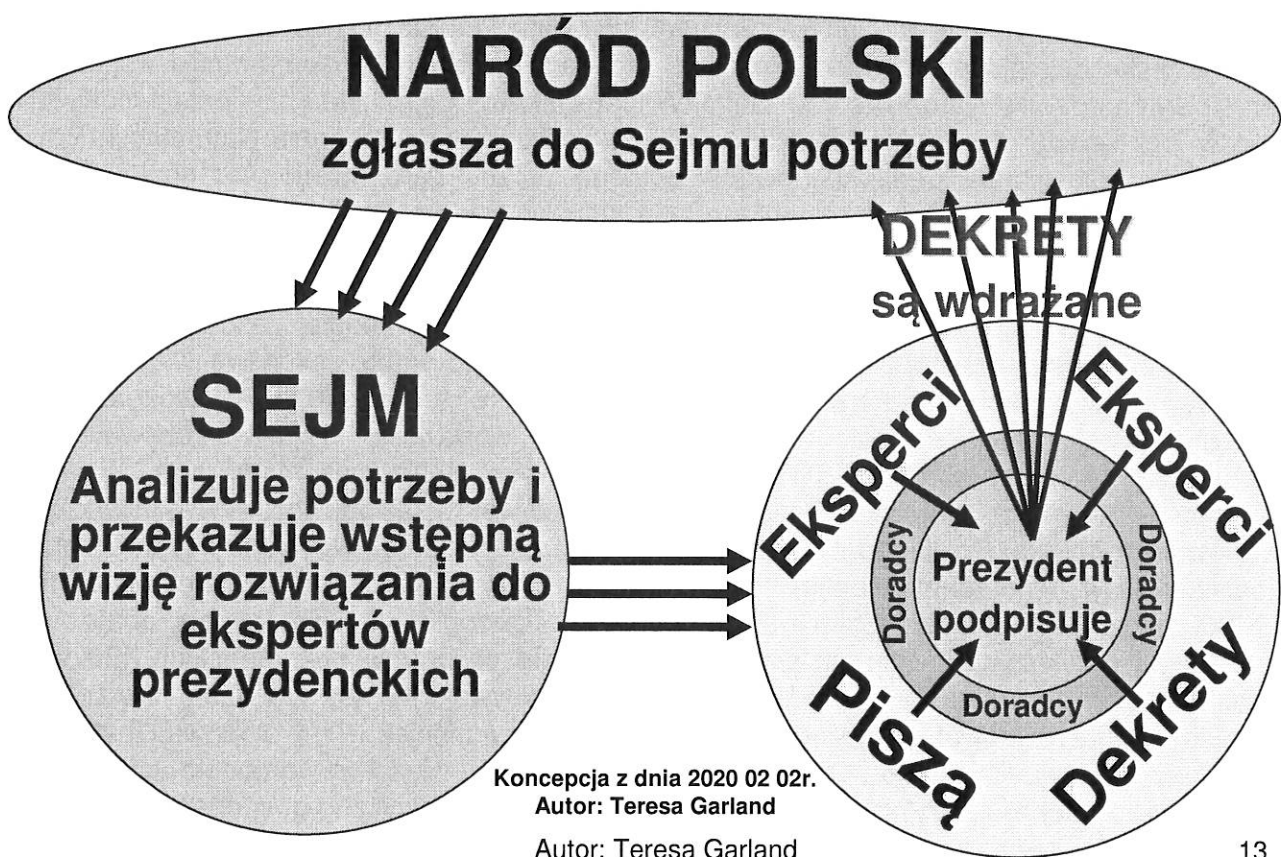 NARÓD POLSKI
zgłasza do Sejmu potrzeby
DEKRETY
są wdrażane
SEJM
Analizuje potrzeby i
przekazuje wstępną
wizję rozwiązania do
ekspertów
prezydenckich
Eksperci
Eksperci
Doradcy
Doradcy
Prezydent
podpisuje
Doradcy
Piszą
Dekrety
Koncepcja z dnia 2020 02 02r.
Autor: Teresa Garland
Autor: Teresa Garland
13